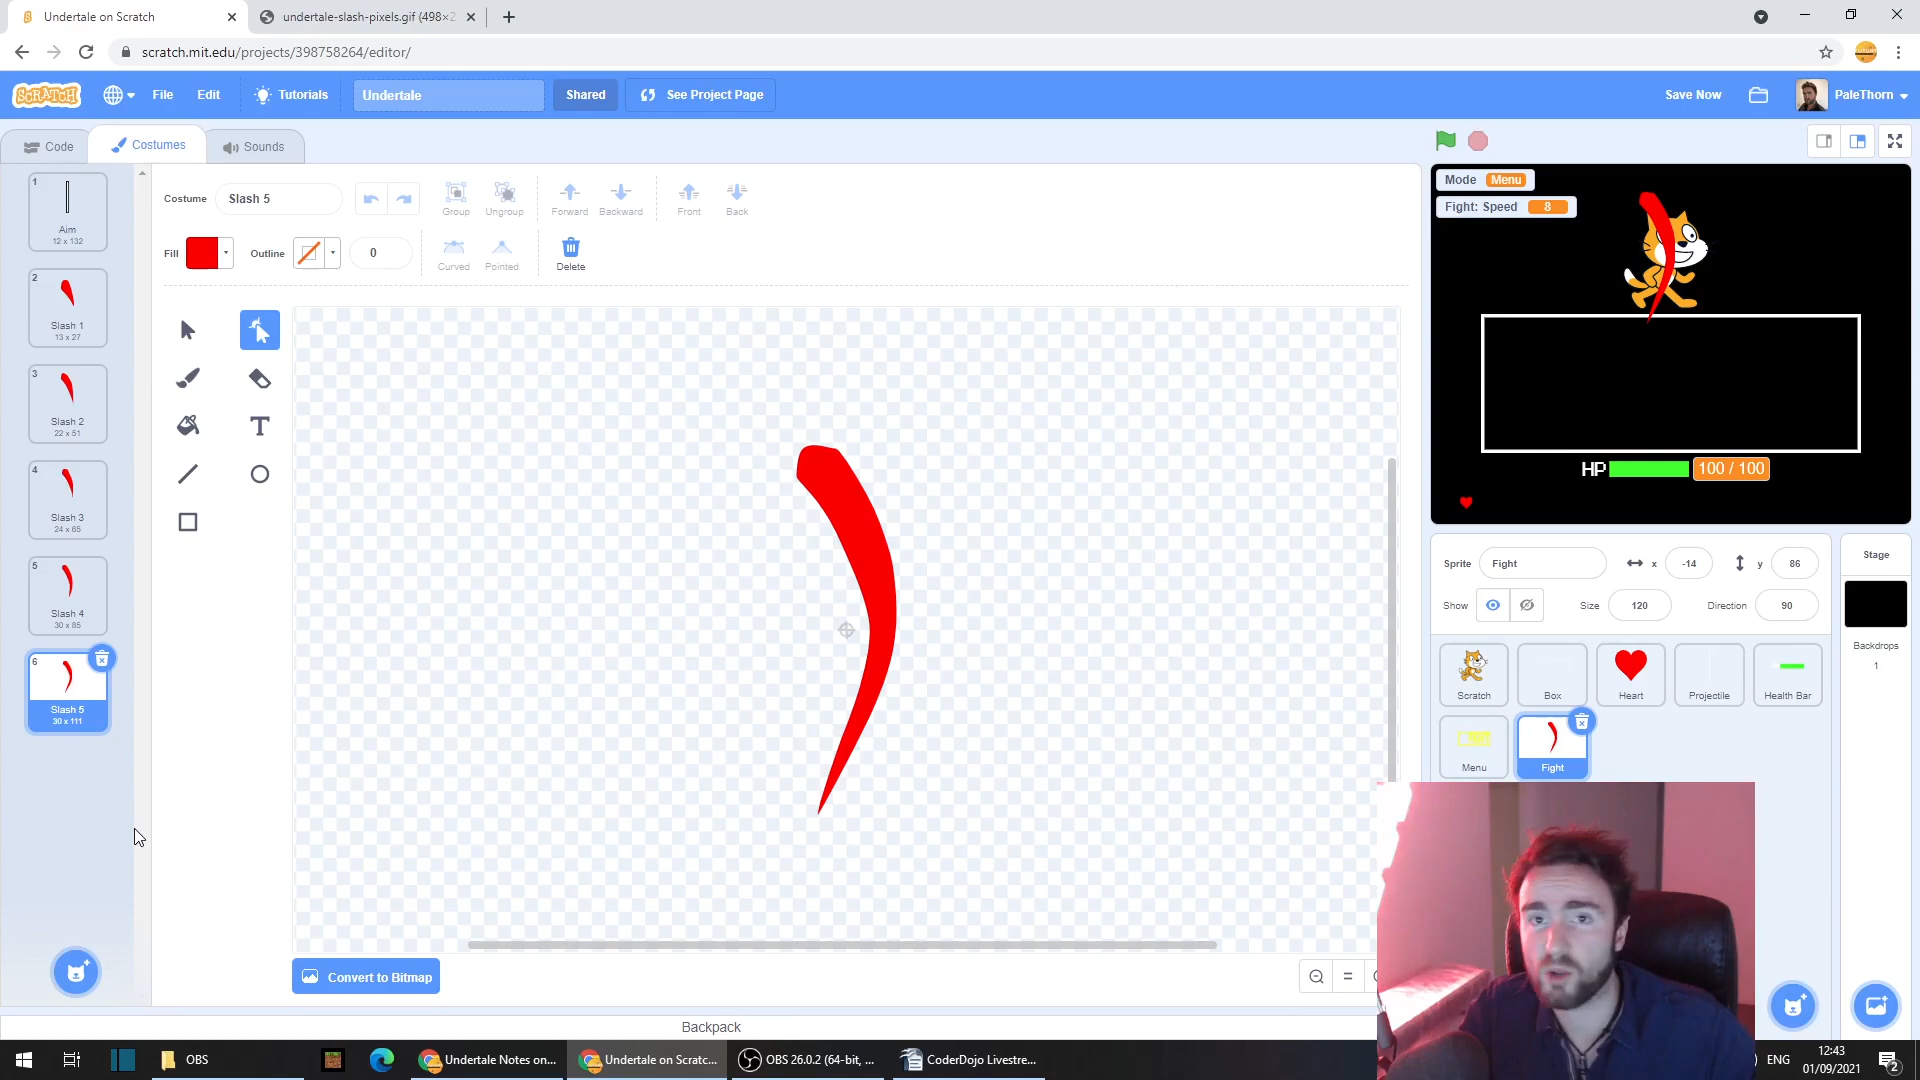 Undertale on Scratch
undertale-slash-pixels.gif (498×2
scratch.mit.edu/projects/398758264/editor/
SCRATCH
File
Edit
Tutorials
Undertale
Shared
See Project Page
Save Now
PaleThorn
Code
Costumes
Sounds
1
Aim
12 x 132
2
Slash 1
13 x 27
3
Slash 2
22 x 51
4
Slash 3
24 x 65
5
Slash 4
30 x 85
6
Slash 5
30 x 111
Costume
Slash 5
Group
Ungroup
Forward
Backward
Front
Back
Fill
Outline
0
Curved
Pointed
Delete
T
Convert to Bitmap
Backpack
Mode Menu
Fight: Speed 8
HP 100 / 100
Sprite
Fight
x
-14
y
86
Show
Size
120
Direction
90
Scratch
Box
Heart
Projectile
Health Bar
Menu
Fight
Stage
Backdrops
1
OBS
Undertale Notes on...
Undertale on Scratc...
OBS 26.0.2 (64-bit, ...
CoderDojo Livestre...
ENG
12:43
01/09/2021
2